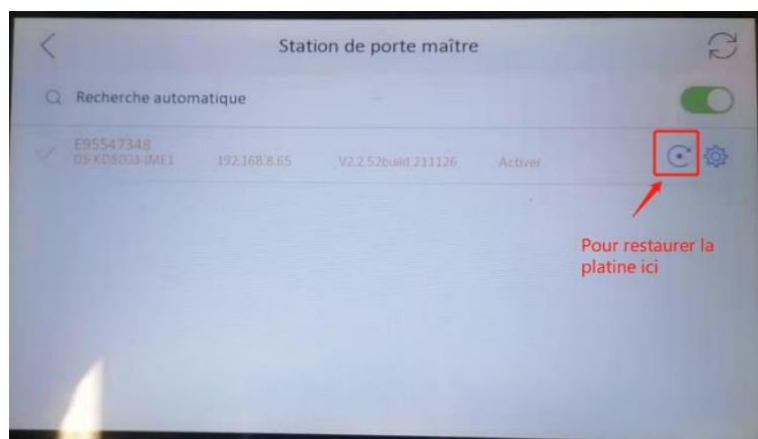 Station de porte maître
Recherche automatique
E95547348
DS-KD8003-IME1 192.168.8.65 V2.2.52build 211126 Activer
Pour restaurer la
platine ici